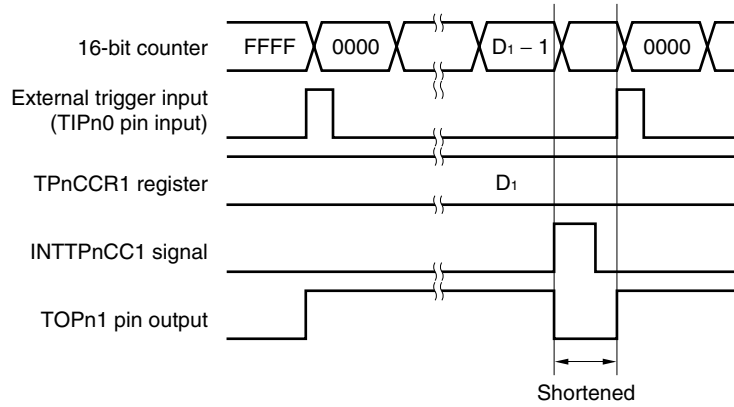 16-bit counter FFFF 0000 D1 − 1 0000
External trigger input
(TIPn0 pin input)
TPnCCR1 register D1
INTTPnCC1 signal
TOPn1 pin output
Shortened